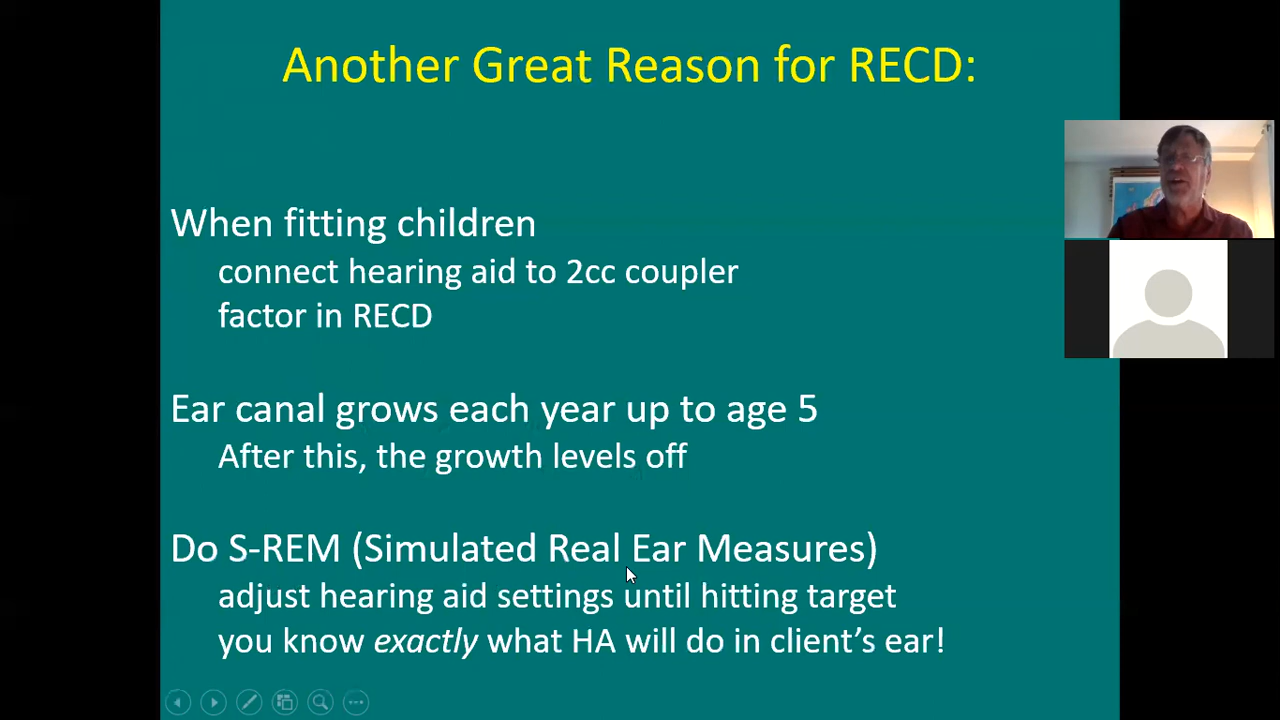 Another Great Reason for RECD:
When fitting children
connect hearing aid to 2cc coupler
factor in RECD
Ear canal grows each year up to age 5
After this, the growth levels off
Do S-REM (Simulated Real Ear Measures)
adjust hearing aid settings until hitting target
you know exactly what HA will do in client’s ear!